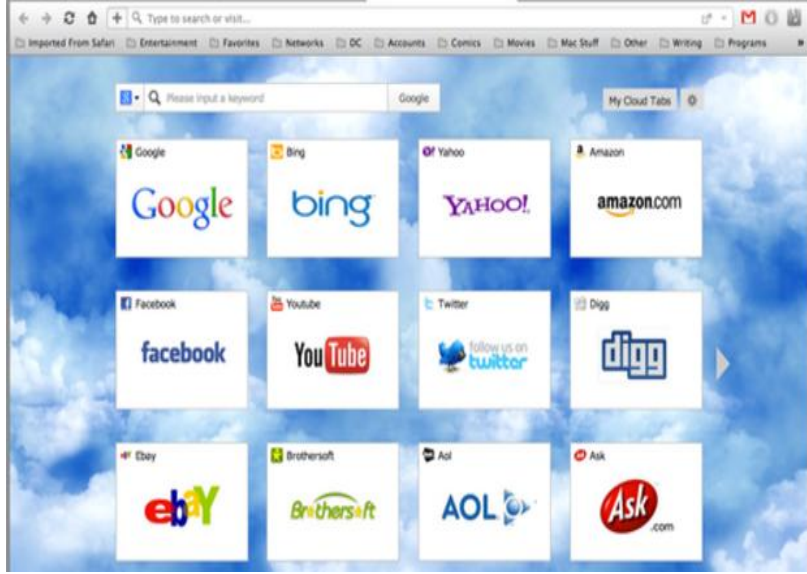 Type to search or visit...
Imported From Safari Entertainment Favorites Networks DC Accounts Comics Movies Mac Stuff Other Writing Programs
Please input a keyword Google My Cloud Tabs
Google Bing Yahoo Amazon
Google bing YAHOO! amazon.com
Facebook Youtube Twitter Digg
facebook You Tube follow us on twitter digg
Ebay Brothersoft Aol Ask
ebaY Brothersoft AOL Ask.com